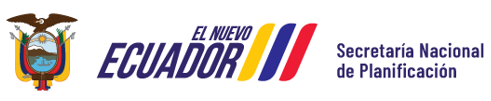 EL NUEVO
ECUADOR
Secretaría Nacional
de Planificación